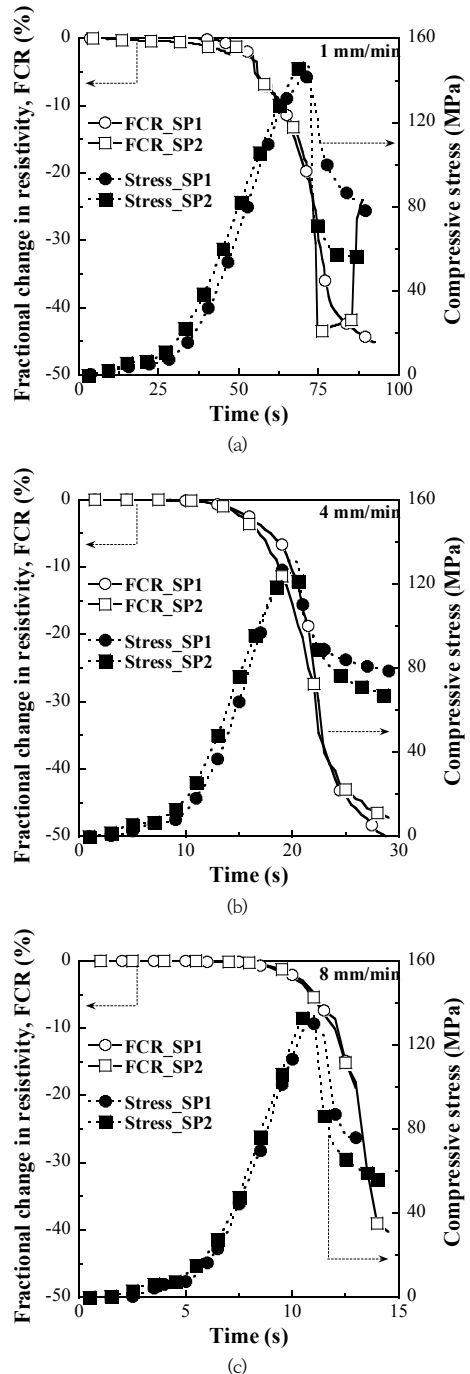 0
160
1 mm/min
-10
120
FCR_SP1
FCR_SP2
-20
Stress_SP1
80
Stress_SP2
-30
40
-40
-50
0
0 25 50 75 100
Fractional change in resistivity, FCR (%)
Compressive stress (MPa)
Time (s)
(a)
0
160
4 mm/min
-10
120
FCR_SP1
FCR_SP2
-20
Stress_SP1
80
Stress_SP2
-30
40
-40
-50
0
0 10 20 30
Fractional change in resistivity, FCR (%)
Compressive stress (MPa)
Time (s)
(b)
0
160
8 mm/min
-10
120
FCR_SP1
FCR_SP2
-20
Stress_SP1
80
Stress_SP2
-30
40
-40
-50
0
0 5 10 15
Fractional change in resistivity, FCR (%)
Compressive stress (MPa)
Time (s)
(c)